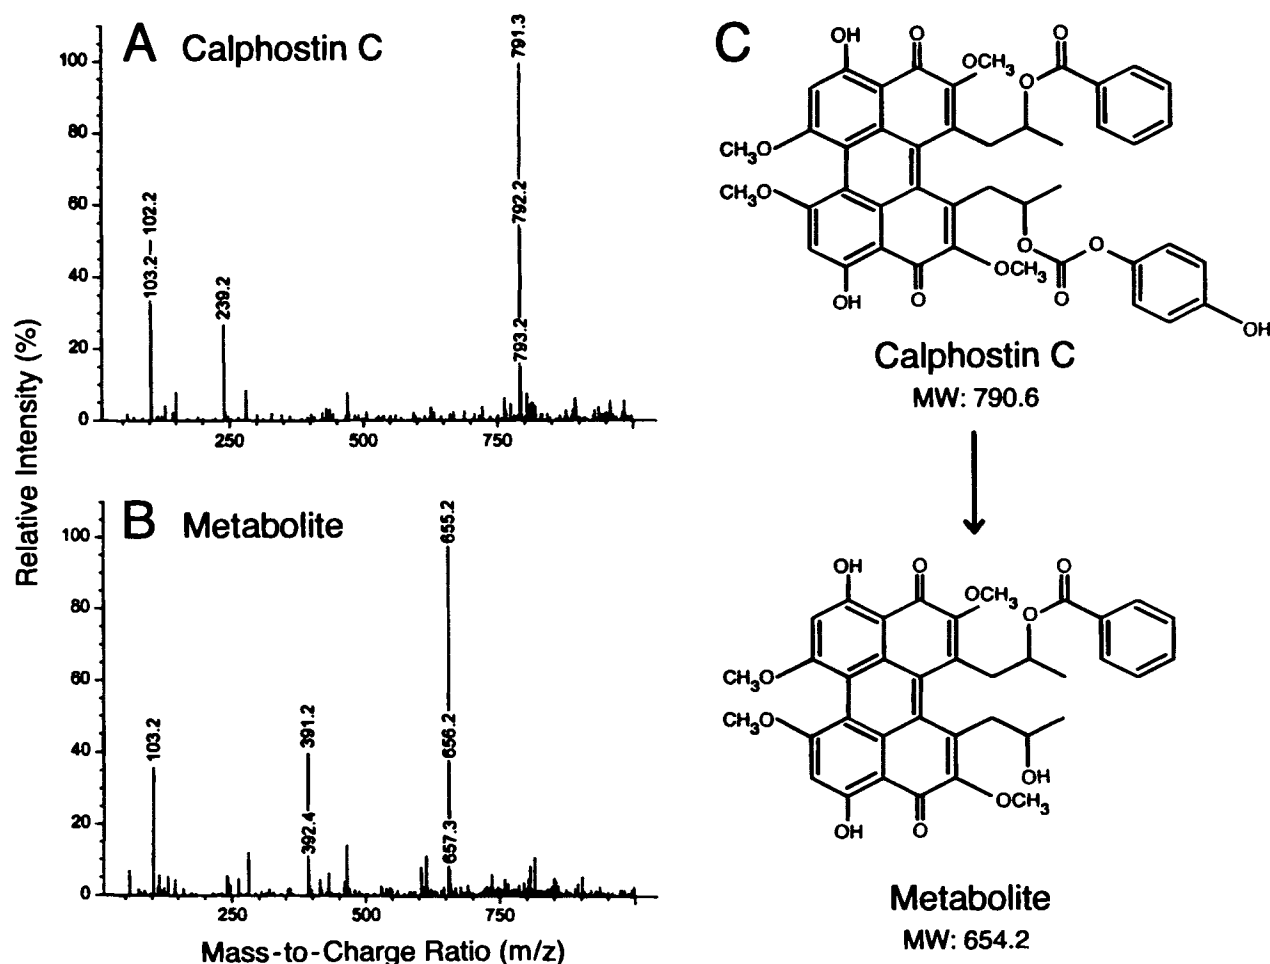 A Calphostin C
Relative Intensity (%)
100
80
60
40
20
0
103.2
102.2
239.2
791.3
792.2
793.2
250
500
750
B Metabolite
100
80
60
40
20
0
103.2
391.2
392.4
655.2
656.2
657.3
250
500
750
Mass-to-Charge Ratio (m/z)
C
OH
O
OCH3
O
O
CH3O
CH3O
O
O
OCH3
O
OH
O
OH
Calphostin C
MW: 790.6
OH
O
O
OCH3
O
CH3O
CH3O
OH
OCH3
OH
O
Metabolite
MW: 654.2